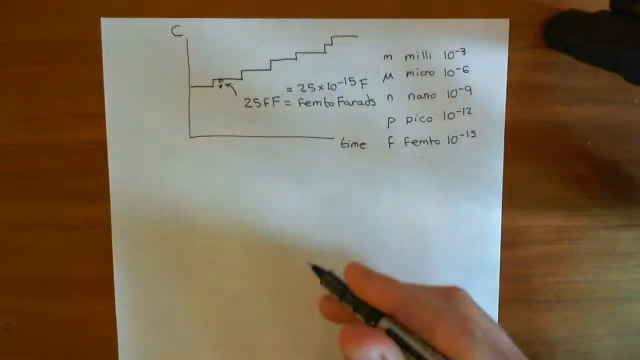 C
m milli 10⁻³
μ micro 10⁻⁶
= 25×10⁻¹⁵F
n nano 10⁻⁹
25fF = femtoFarads
p pico 10⁻¹²
time
f femto 10⁻¹⁵